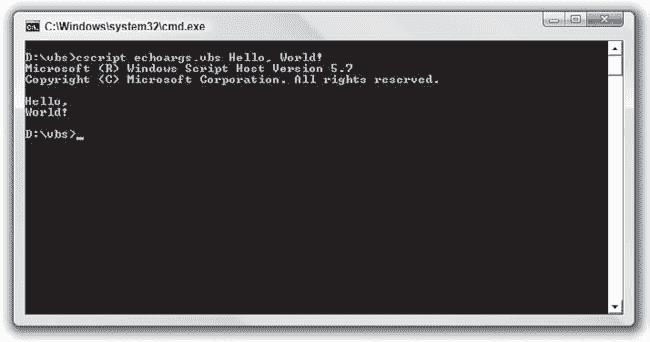 C:\Windows\system32\cmd.exe
D:\vbs>cscript echoargs.vbs Hello, World!
Microsoft (R) Windows Script Host Version 5.7
Copyright (C) Microsoft Corporation. All rights reserved.
Hello,
World!
D:\vbs>_